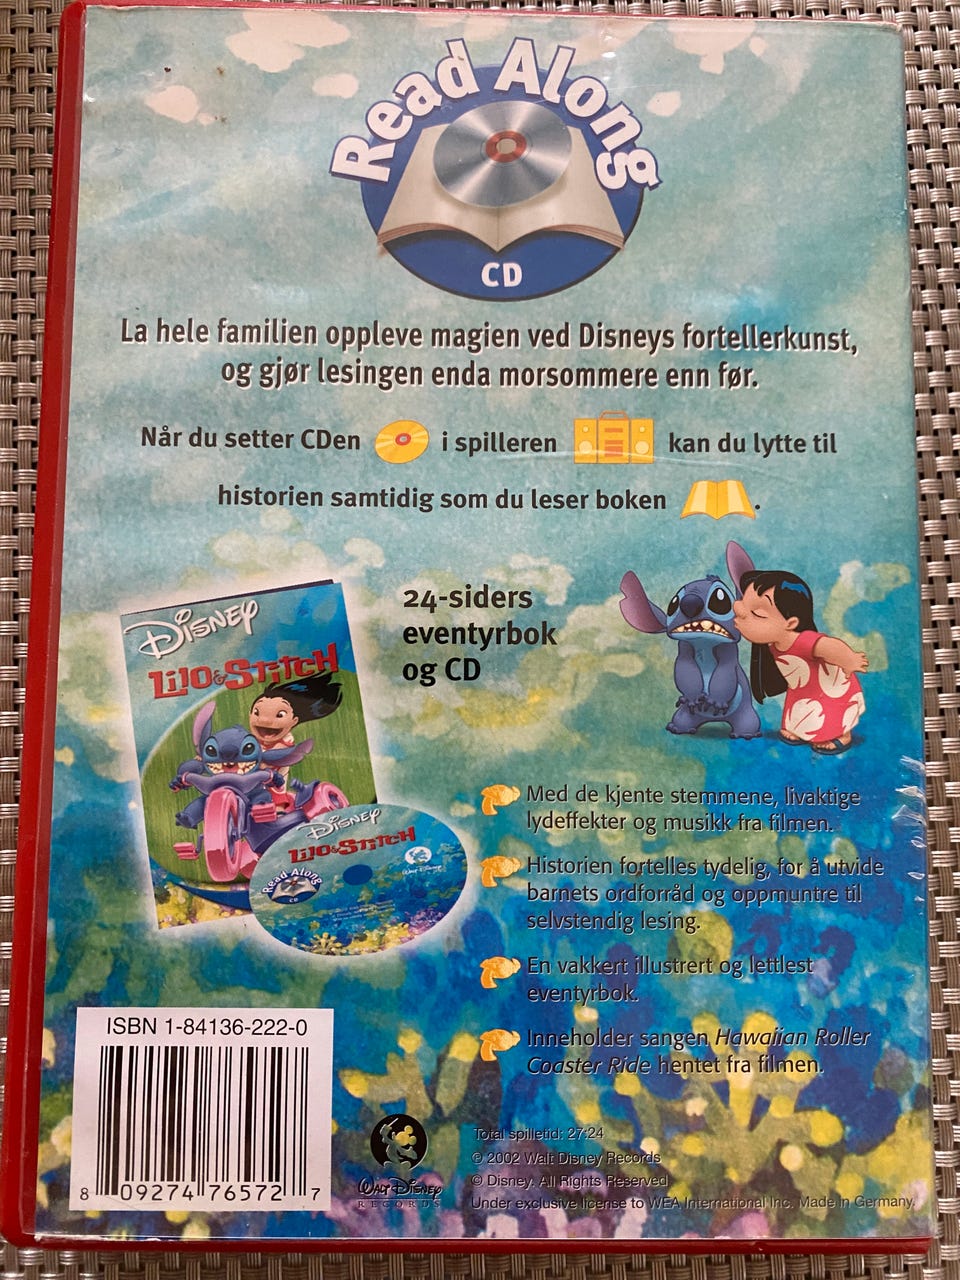 Read Along
CD
La hele familien oppleve magien ved Disneys fortellerkunst,
og gjør lesingen enda morsommere enn før.
Når du setter CDen i spilleren kan du lytte til
historien samtidig som du leser boken .
24-siders
eventyrbok
og CD
Disney
Lilo & Stitch
Disney
Lilo & Stitch
Read Along
CD
Walt Disney
Med de kjente stemmene, livaktige
lydeffekter og musikk fra filmen.
Historien fortelles tydelig, for å utvide
barnets ordforråd og oppmuntre til
selvstendig lesing.
En vakkert illustrert og lettlest
eventyrbok.
Inneholder sangen Hawaiian Roller
Coaster Ride hentet fra filmen.
ISBN 1-84136-222-0
8 09274 76572 7
Walt Disney
RECORDS
Total spilletid: 27:24
© 2002 Walt Disney Records
© Disney. All Rights Reserved
Under exclusive license to WEA International Inc. Made in Germany.